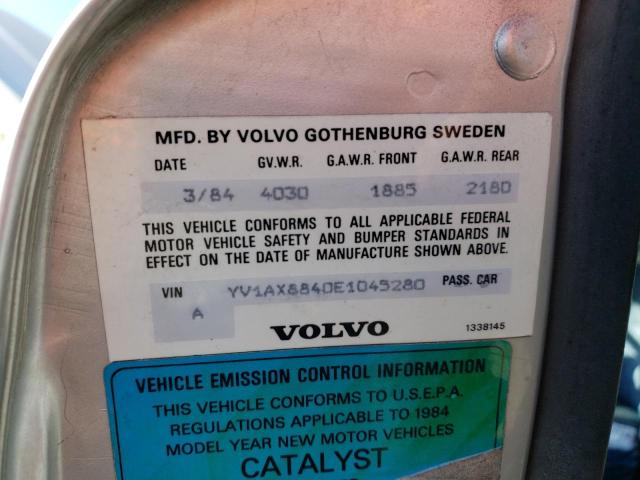 MFD. BY VOLVO GOTHENBURG SWEDEN
DATE GV.W.R. G.A.W.R. FRONT G.A.W.R. REAR
3/84 4030 1885 2180
THIS VEHICLE CONFORMS TO ALL APPLICABLE FEDERAL
MOTOR VEHICLE SAFETY AND BUMPER STANDARDS IN
EFFECT ON THE DATE OF MANUFACTURE SHOWN ABOVE.
VIN YV1AX8840E1045280 PASS. CAR
A
VOLVO 1338145
VEHICLE EMISSION CONTROL INFORMATION
THIS VEHICLE CONFORMS TO U.S.E.P.A.
REGULATIONS APPLICABLE TO 1984
MODEL YEAR NEW MOTOR VEHICLES
CATALYST